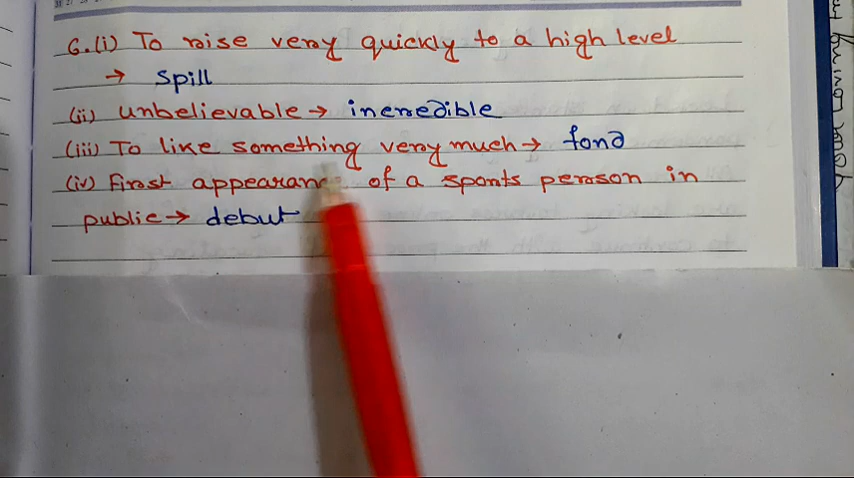 6.(i) To rise very quickly to a high level
→ spill
(ii) unbelievable → incredible
(iii) To like something very much → fond
(iv) First appearance of a sports person in
public → debut